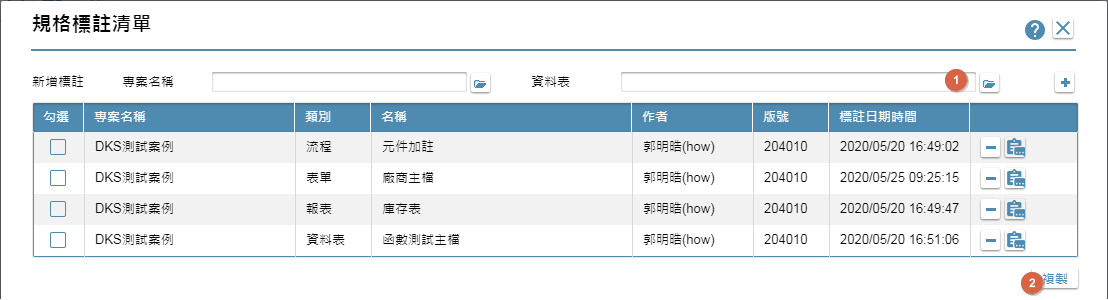 規格標註清單
?
新增標註 專案名稱 資料表 1
勾選 專案名稱 類別 名稱 作者 版號 標註日期時間
DKS測試案例 流程 元件加註 郭明晧(how) 204010 2020/05/20 16:49:02
DKS測試案例 表單 廠商主檔 郭明晧(how) 204010 2020/05/25 09:25:15
DKS測試案例 報表 庫存表 郭明晧(how) 204010 2020/05/20 16:49:47
DKS測試案例 資料表 函數測試主檔 郭明晧(how) 204010 2020/05/20 16:51:06
2 複製